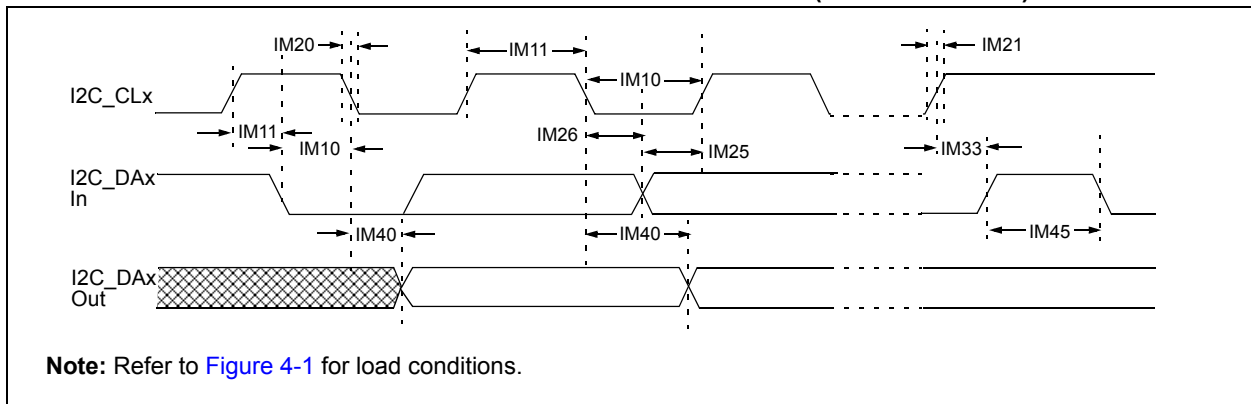 IM20
IM11
IM21
IM10
I2C_CLx
IM11
IM26
IM10
IM25
IM33
I2C_DAx
In
IM40
IM40
IM45
I2C_DAx
Out
Note: Refer to Figure 4-1 for load conditions.